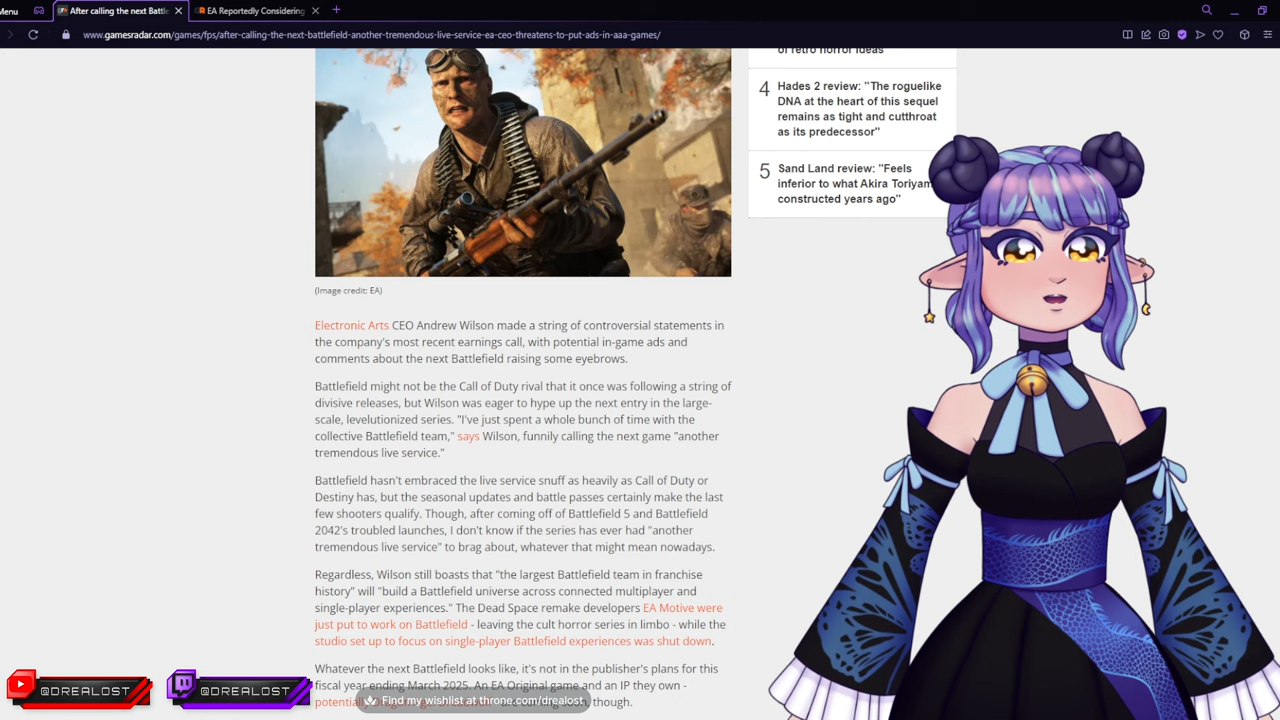 Menu
After calling the next Battle
EA Reportedly Considering
www.gamesradar.com/games/fps/after-calling-the-next-battlefield-another-tremendous-live-service-ea-ceo-threatens-to-put-ads-in-aaa-games/
of retro horror ideas"
4
Hades 2 review: "The roguelike
DNA at the heart of this sequel
remains as tight and cutthroat
as its predecessor"
5
Sand Land review: "Feels
inferior to what Akira Toriyam
constructed years ago"
(Image credit: EA)
Electronic Arts CEO Andrew Wilson made a string of controversial statements in
the company's most recent earnings call, with potential in-game ads and
comments about the next Battlefield raising some eyebrows.
Battlefield might not be the Call of Duty rival that it once was following a string of
divisive releases, but Wilson was eager to hype up the next entry in the large-
scale, levelutionized series. "I've just spent a whole bunch of time with the
collective Battlefield team," says Wilson, funnily calling the next game "another
tremendous live service."
Battlefield hasn't embraced the live service snuff as heavily as Call of Duty or
Destiny has, but the seasonal updates and battle passes certainly make the last
few shooters qualify. Though, after coming off of Battlefield 5 and Battlefield
2042's troubled launches, I don't know if the series has ever had "another
tremendous live service" to brag about, whatever that might mean nowadays.
Regardless, Wilson still boasts that "the largest Battlefield team in franchise
history" will "build a Battlefield universe across connected multiplayer and
single-player experiences." The Dead Space remake developers EA Motive were
just put to work on Battlefield - leaving the cult horror series in limbo - while the
studio set up to focus on single-player Battlefield experiences was shut down.
Whatever the next Battlefield looks like, it's not in the publisher's plans for this
fiscal year ending March 2025. An EA Original game and an IP they own -
though.
Find my wishlist at throne.com/drealost
@DREALOST
@DREALOST